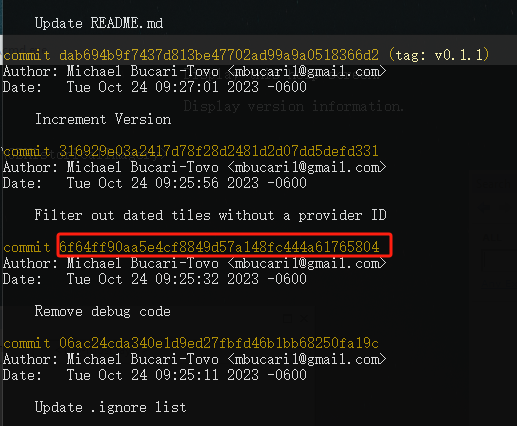 Update README.md
commit dab694b9f7437d813be47702ad99a9a0518366d2 (tag: v0.1.1)
Author: Michael Bucari-Tovo <mbucari1@gmail.com>
Date:   Tue Oct 24 09:27:01 2023 -0600
Display version information.
Increment Version
commit 316929e03a2417d78f28d2481d2d07dd5defd331
Author: Michael Bucari-Tovo <mbucari1@gmail.com>
Date:   Tue Oct 24 09:25:56 2023 -0600
Filter out dated tiles without a provider ID
commit 6f64ff90aa5e4cf8849d57a148fc444a61765804
Author: Michael Bucari-Tovo <mbucari1@gmail.com>
Date:   Tue Oct 24 09:25:32 2023 -0600
Remove debug code
commit 06ac24cda340e1d9ed27fbfd46b1bb68250fa19c
Author: Michael Bucari-Tovo <mbucari1@gmail.com>
Date:   Tue Oct 24 09:25:11 2023 -0600
Update .ignore list